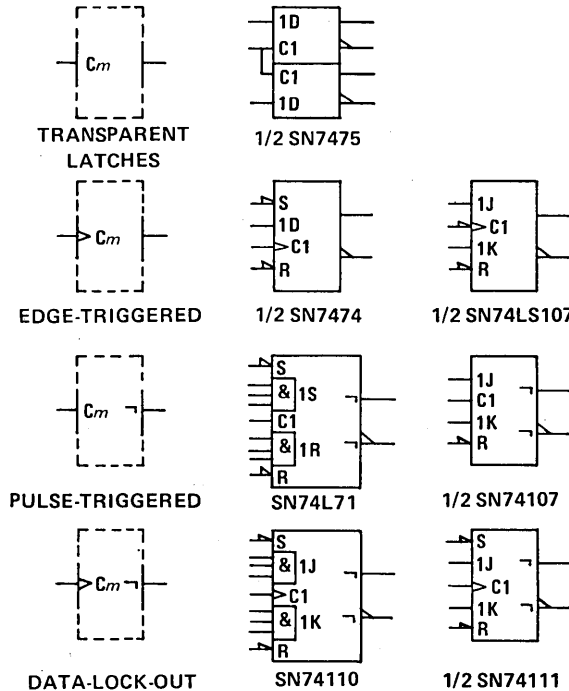 Cm
1D
C1
C1
1D
TRANSPARENT
LATCHES
1/2 SN7475
Cm
S
1D
C1
R
1J
C1
1K
R
EDGE-TRIGGERED
1/2 SN7474
1/2 SN74LS107
Cm ¬
S
& 1S ¬
C1
& 1R ¬
R
1J ¬
C1
1K ¬
R
PULSE-TRIGGERED
SN74L71
1/2 SN74107
Cm ¬
S
& 1J ¬
C1
& 1K ¬
R
S
1J ¬
C1
1K ¬
R
DATA-LOCK-OUT
SN74110
1/2 SN74111